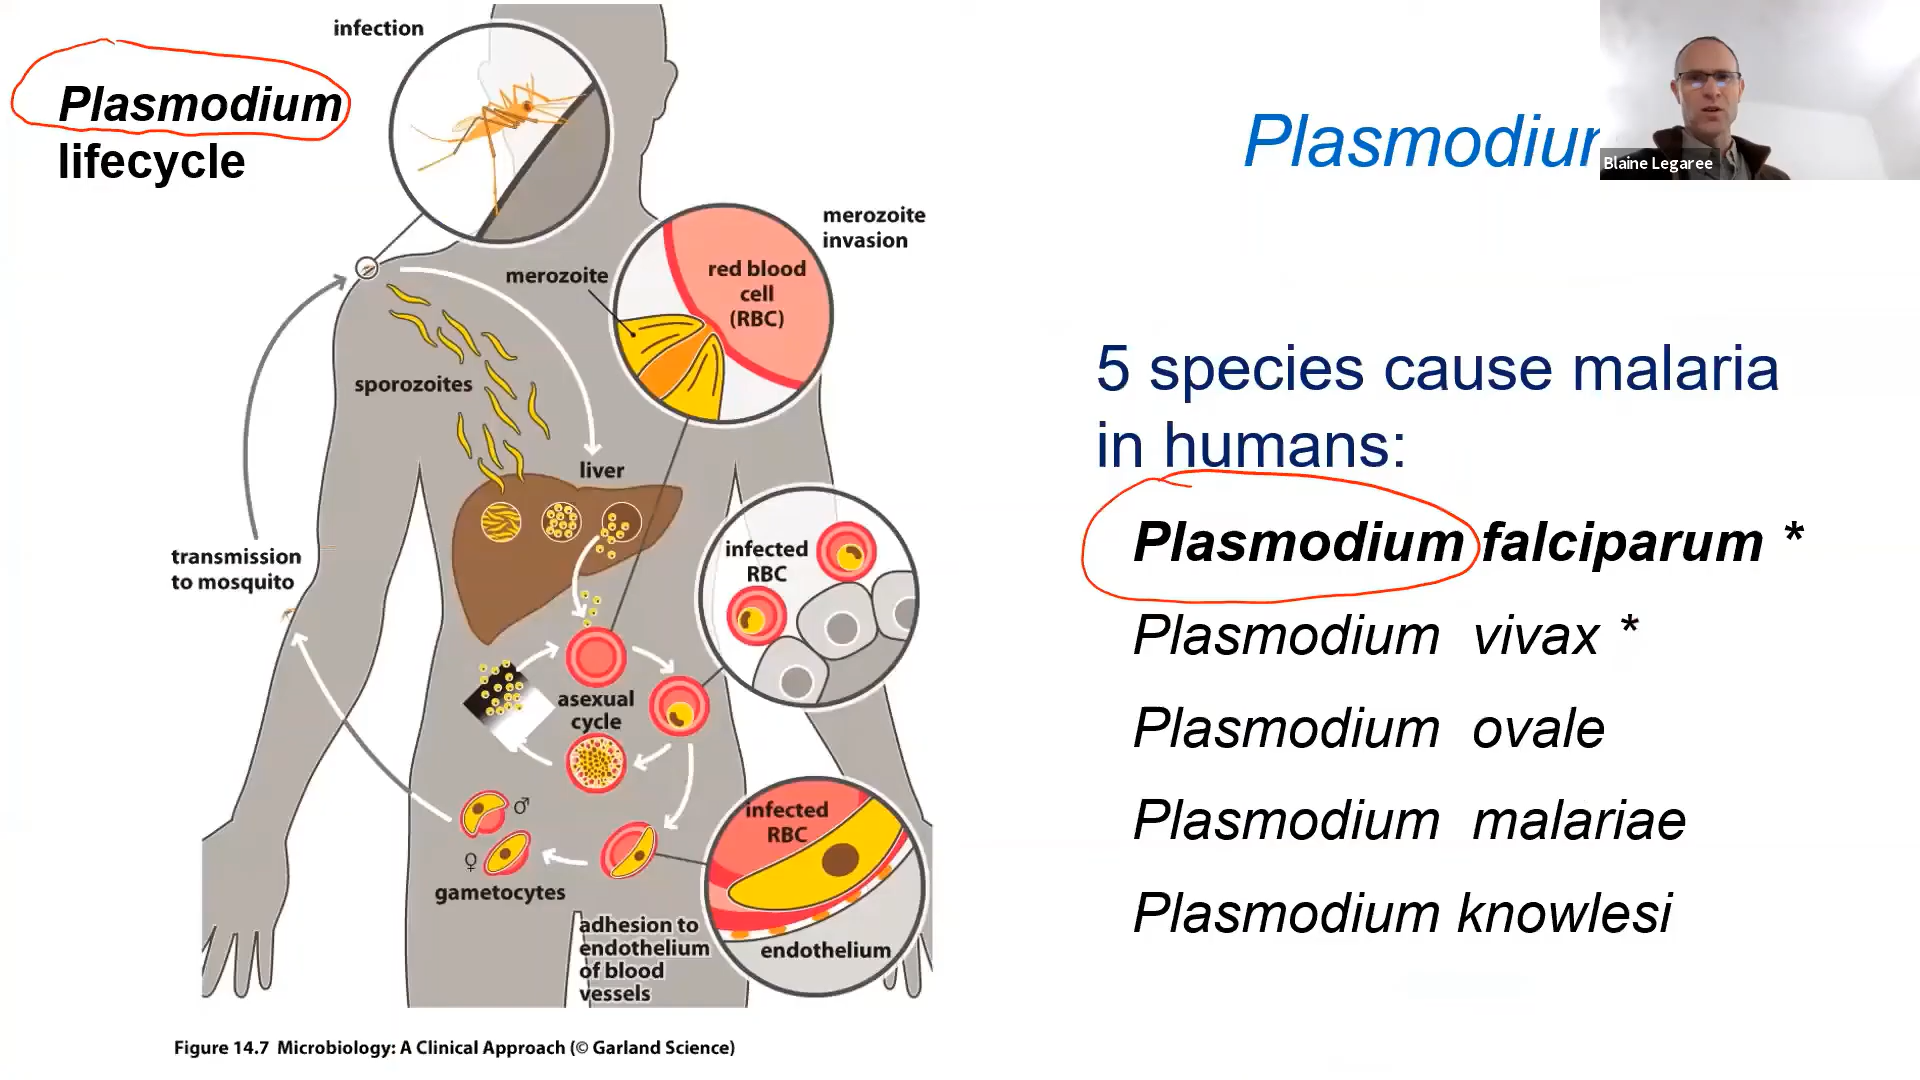 Plasmodium
lifecycle
infection
merozoite
invasion
merozoite
red blood
cell
(RBC)
sporozoites
liver
transmission
to mosquito
infected
RBC
asexual
cycle
♂
♀
gametocytes
infected
RBC
adhesion to
endothelium
of blood
vessels
endothelium
Figure 14.7 Microbiology: A Clinical Approach (© Garland Science)
Plasmodiu
Blaine Legaree
5 species cause malaria
in humans:
Plasmodium falciparum *
Plasmodium vivax *
Plasmodium ovale
Plasmodium malariae
Plasmodium knowlesi